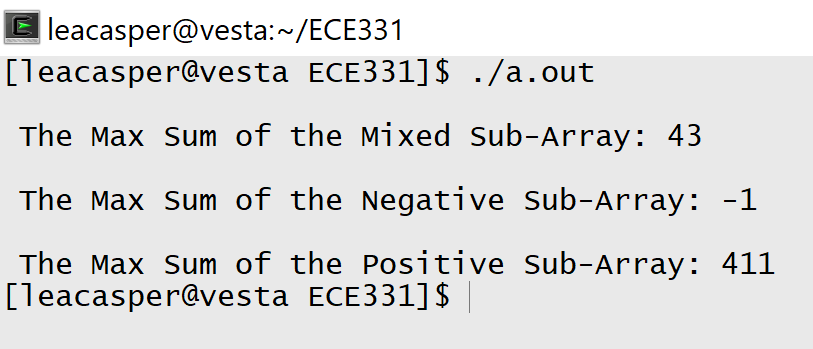 leacasper@vesta:~/ECE331
[leacasper@vesta ECE331]$ ./a.out
The Max Sum of the Mixed Sub-Array: 43
The Max Sum of the Negative Sub-Array: -1
The Max Sum of the Positive Sub-Array: 411
[leacasper@vesta ECE331]$